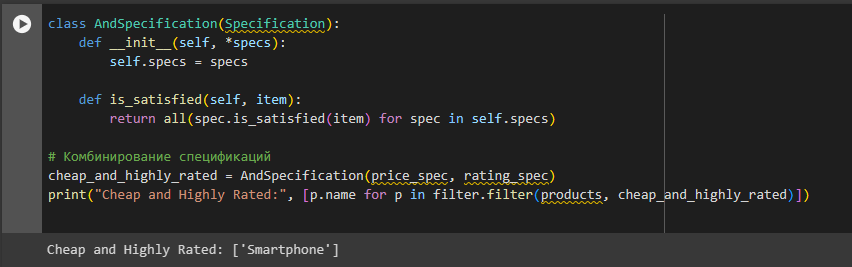 class AndSpecification(Specification):
    def __init__(self, *specs):
        self.specs = specs

    def is_satisfied(self, item):
        return all(spec.is_satisfied(item) for spec in self.specs)

# Комбинирование спецификаций
cheap_and_highly_rated = AndSpecification(price_spec, rating_spec)
print("Cheap and Highly Rated:", [p.name for p in filter.filter(products, cheap_and_highly_rated)])
Cheap and Highly Rated: ['Smartphone']